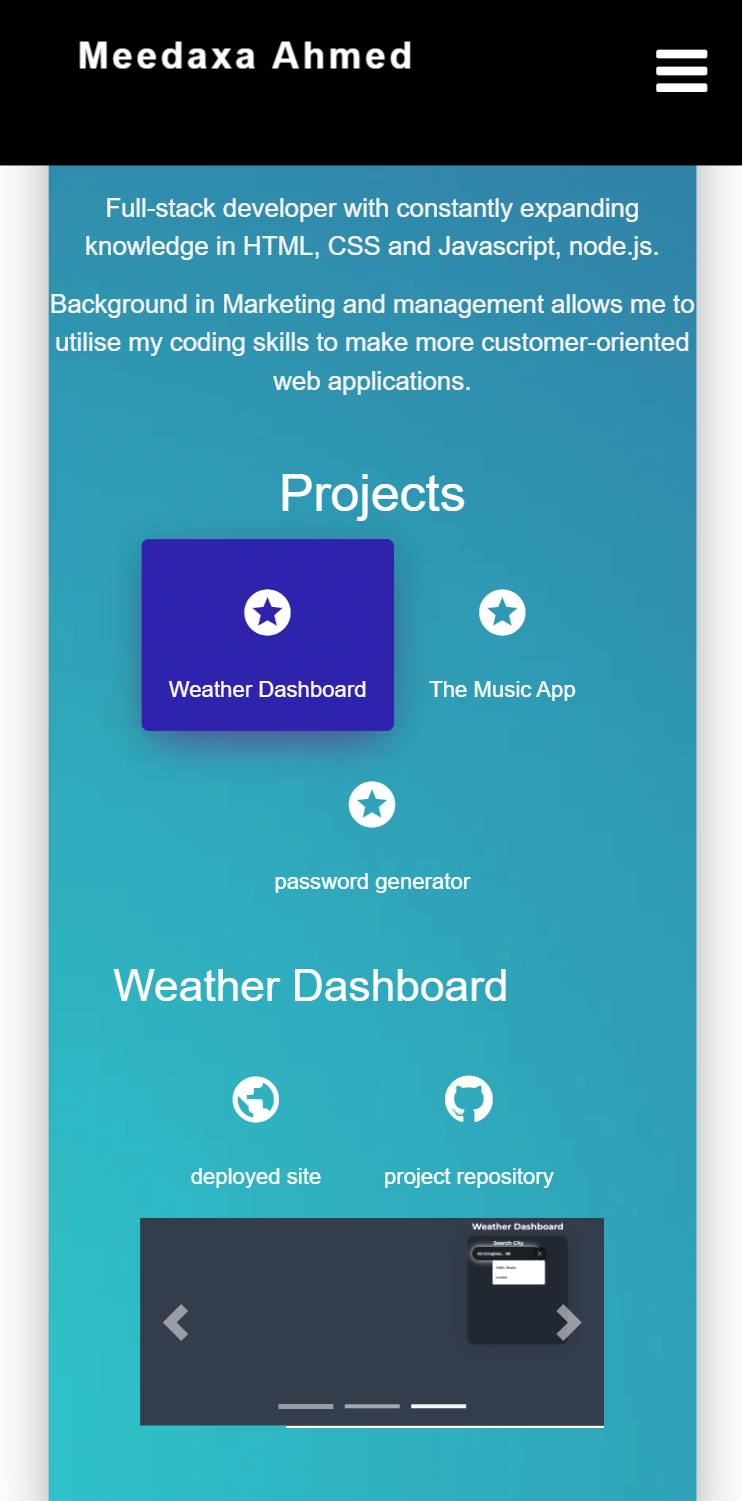 Meedaxa Ahmed
Full-stack developer with constantly expanding
knowledge in HTML, CSS and Javascript, node.js.
Background in Marketing and management allows me to
utilise my coding skills to make more customer-oriented
web applications.
Projects
Weather Dashboard
The Music App
password generator
Weather Dashboard
deployed site
project repository
Weather Dashboard
Search City